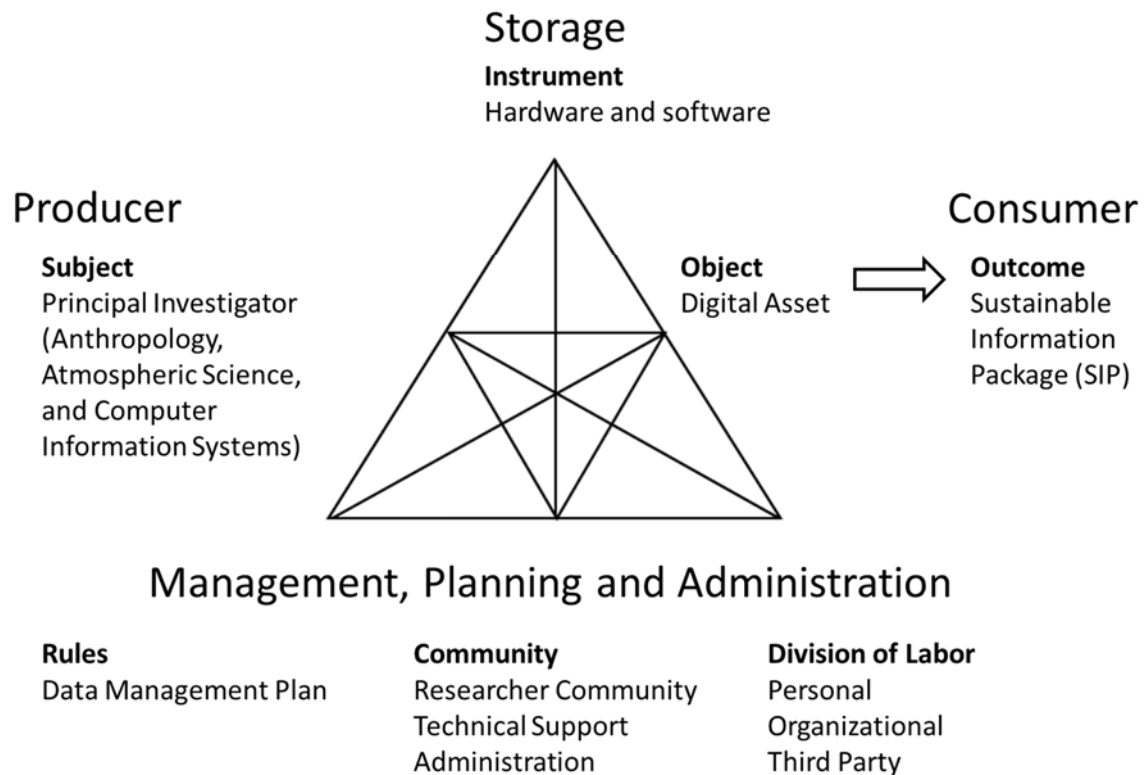 Storage
Instrument
Hardware and software
Producer
Subject
Principal Investigator
(Anthropology,
Atmospheric Science,
and Computer
Information Systems)
Object
Digital Asset
Consumer
Outcome
Sustainable
Information
Package (SIP)
Management, Planning and Administration
Rules
Data Management Plan
Community
Researcher Community
Technical Support
Administration
Division of Labor
Personal
Organizational
Third Party